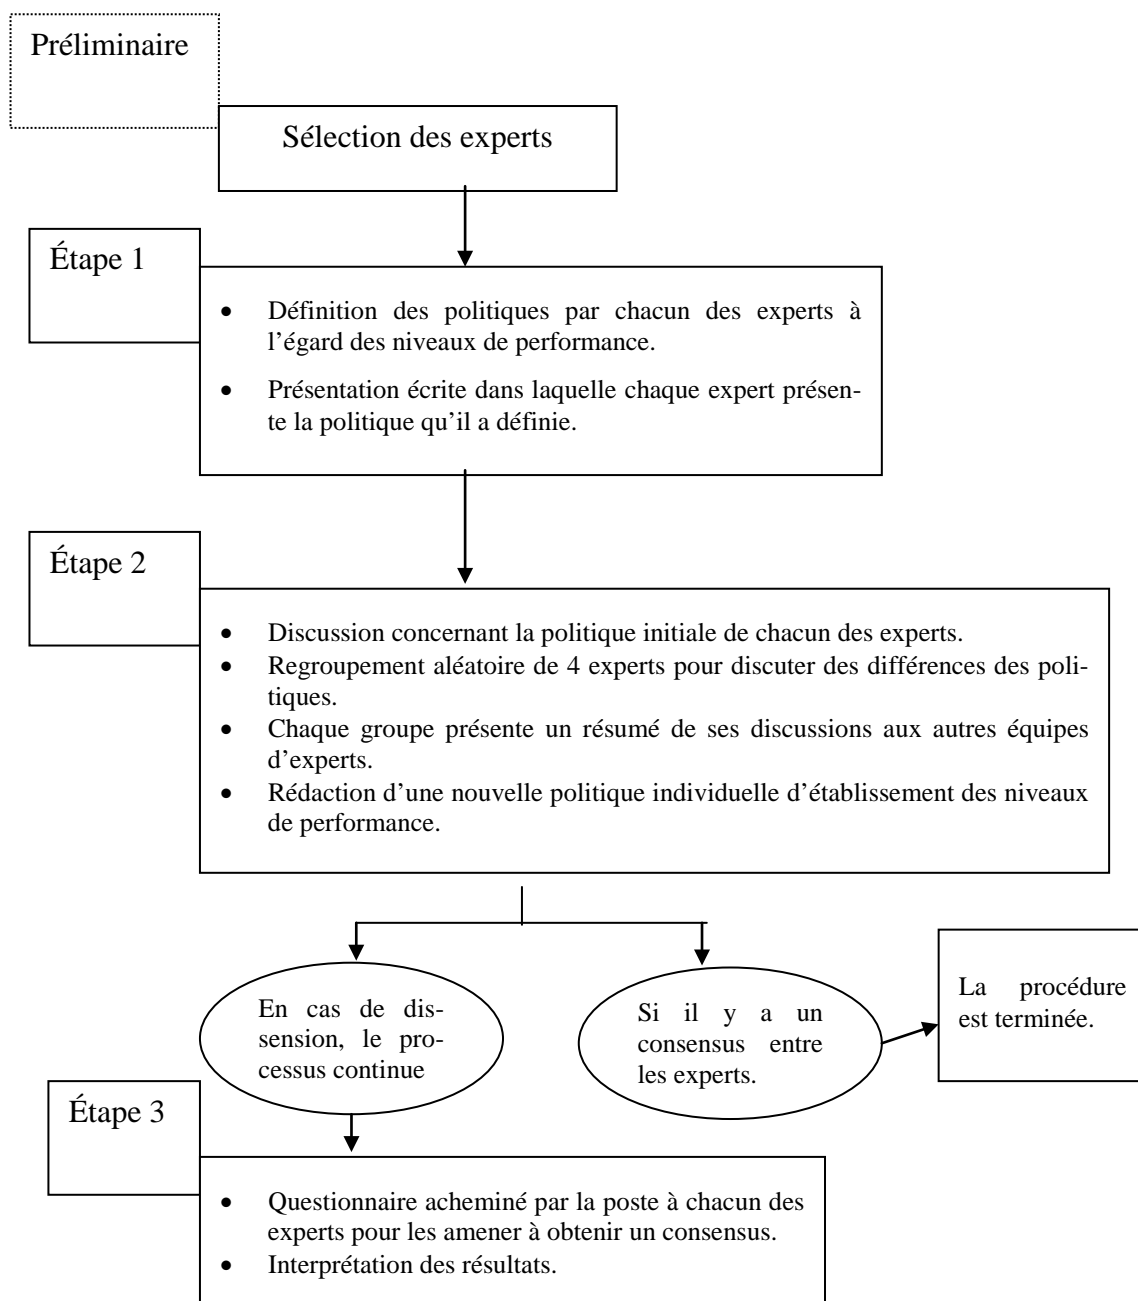 Préliminaire
Sélection des experts
Étape 1
• Définition des politiques par chacun des experts à
l’égard des niveaux de performance.
• Présentation écrite dans laquelle chaque expert présen-
te la politique qu’il a définie.
Étape 2
• Discussion concernant la politique initiale de chacun des experts.
• Regroupement aléatoire de 4 experts pour discuter des différences des poli-
tiques.
• Chaque groupe présente un résumé de ses discussions aux autres équipes
d’experts.
• Rédaction d’une nouvelle politique individuelle d’établissement des niveaux
de performance.
En cas de dis-
sension, le pro-
cessus continue
Si il y a un
consensus entre
les experts.
La procédure
est terminée.
Étape 3
• Questionnaire acheminé par la poste à chacun des
experts pour les amener à obtenir un consensus.
• Interprétation des résultats.